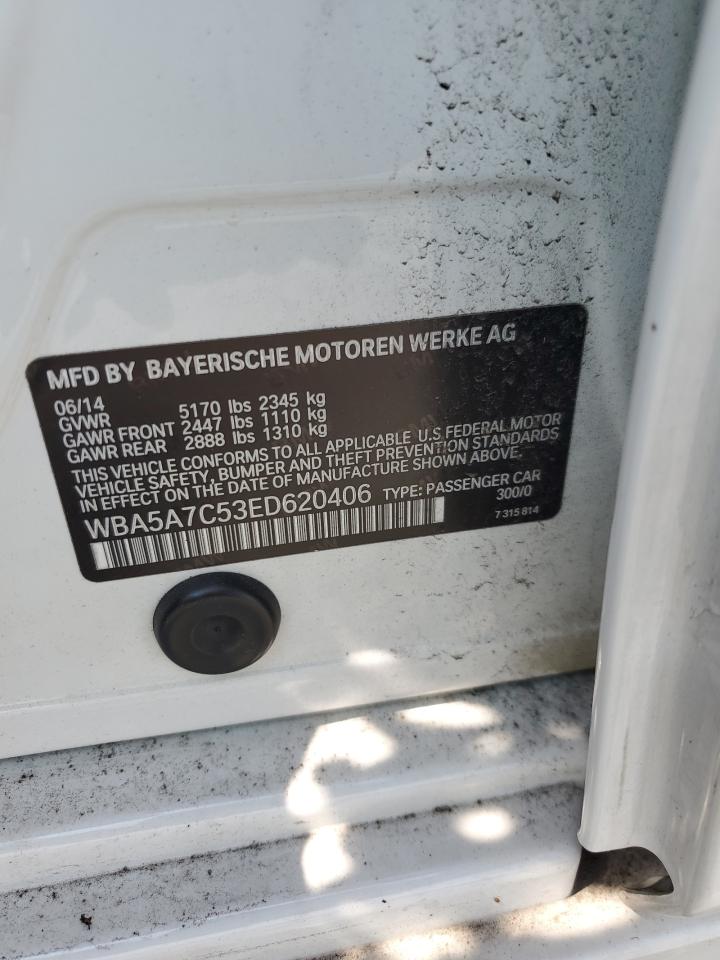 MFD BY BAYERISCHE MOTOREN WERKE AG
06/14
GVWR 5170 lbs 2345 kg
GAWR FRONT 2447 lbs 1110 kg
GAWR REAR 2888 lbs 1310 kg
THIS VEHICLE CONFORMS TO ALL APPLICABLE U.S FEDERAL MOTOR
VEHICLE SAFETY, BUMPER AND THEFT PREVENTION STANDARDS
IN EFFECT ON THE DATE OF MANUFACTURE SHOWN ABOVE.
WBA5A7C53ED620406 TYPE: PASSENGER CAR
300/0
7 315 814